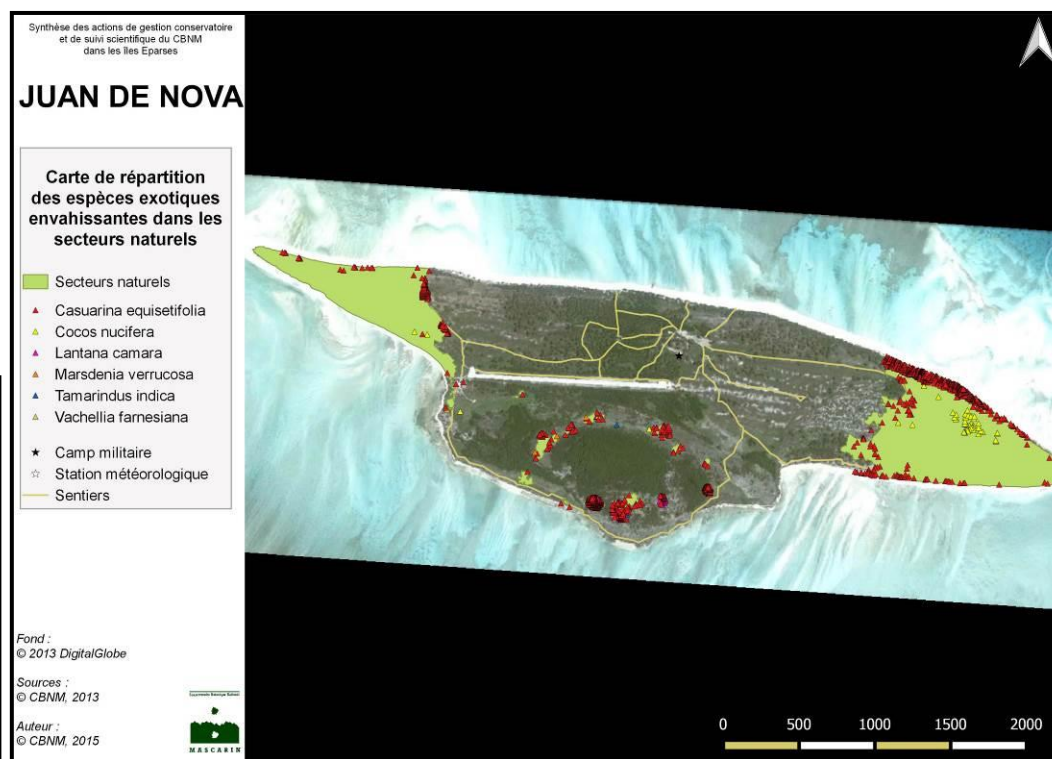 Synthèse des actions de gestion conservatoire
et de suivi scientifique du CBNM
dans les îles Eparses
JUAN DE NOVA
Carte de répartition
des espèces exotiques
envahissantes dans les
secteurs naturels
Secteurs naturels
Casuarina equisetifolia
Cocos nucifera
Lantana camara
Marsdenia verrucosa
Tamarindus indica
Vachellia farnesiana
Camp militaire
Station météorologique
Sentiers
Fond :
© 2013 DigitalGlobe
Sources :
© CBNM, 2013
Auteur :
© CBNM, 2015
MASCARIN
0 500 1000 1500 2000